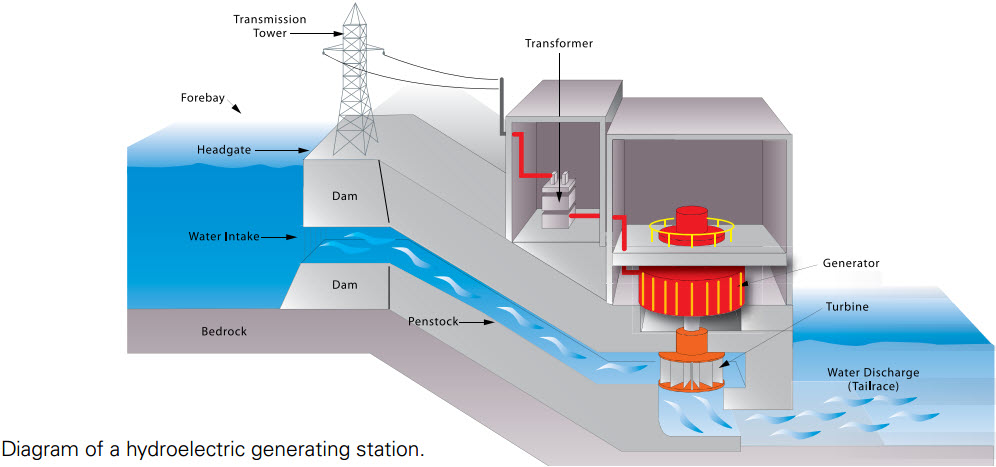 Transmission
Tower
Transformer
Forebay
Headgate
Dam
Water Intake
Generator
Dam
Turbine
Penstock
Bedrock
Water Discharge
(Tailrace)
Diagram of a hydroelectric generating station.